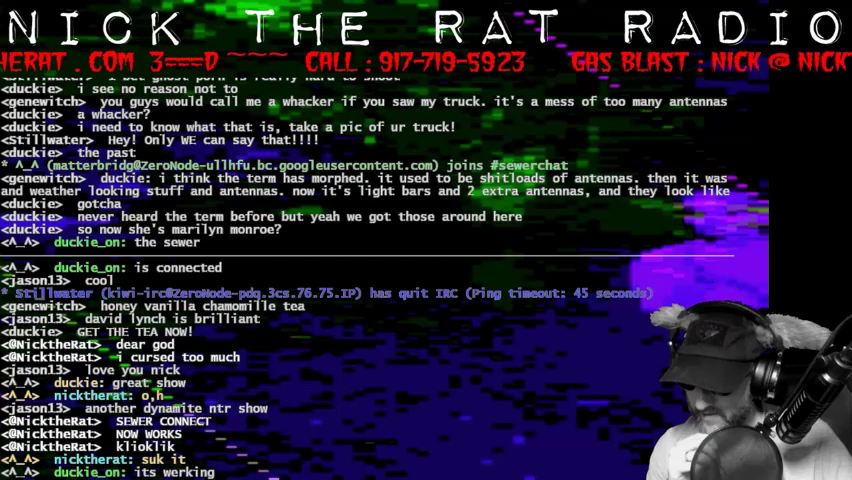 NICK THE RAT RADIO
HERAT . COM 3===D ~~~ CALL : 917-719-5923 GAS BLAST : NICK @ NICKT
<Stillwater> i bet ghost porn is really hard to shoot
<duckie> i see no reason not to
<genewitch> you guys would call me a whacker if you saw my truck. it's a mess of too many antennas
<duckie> a whacker?
<duckie> i need to know what that is, take a pic of ur truck!
<Stillwater> Hey! Only WE can say that!!!!
<duckie> the past
* ^_^ (matterbridg@ZeroNode-ullhfu.bc.googleusercontent.com) joins #sewerchat
<genewitch> duckie: i think the term has morphed. it used to be shitloads of antennas. then it was
and weather looking stuff and antennas. now it's light bars and 2 extra antennas, and they look like
<duckie> gotcha
<duckie> never heard the term before but yeah we got those around here
<duckie> so now she's marilyn monroe?
<^_^> duckie_on: the sewer
<^_^> duckie_on: is connected
<jason13> cool
* Stillwater (kiwi-irc@ZeroNode-pdq.3cs.76.75.IP) has quit IRC (Ping timeout: 45 seconds)
<genewitch> honey vanilla chamomille tea
<jason13> david lynch is brilliant
<duckie> GET THE TEA NOW!
<@NicktheRat> dear god
<@NicktheRat> i cursed too much
<jason13> love you nick
<^_^> duckie: great show
<^_^> nicktherat: o,h
<jason13> another dynamite ntr show
<@NicktheRat> SEWER CONNECT
<@NicktheRat> NOW WORKS
<@NicktheRat> klioklik
<^_^> nicktherat: suk it
<^_^> duckie_on: its werking